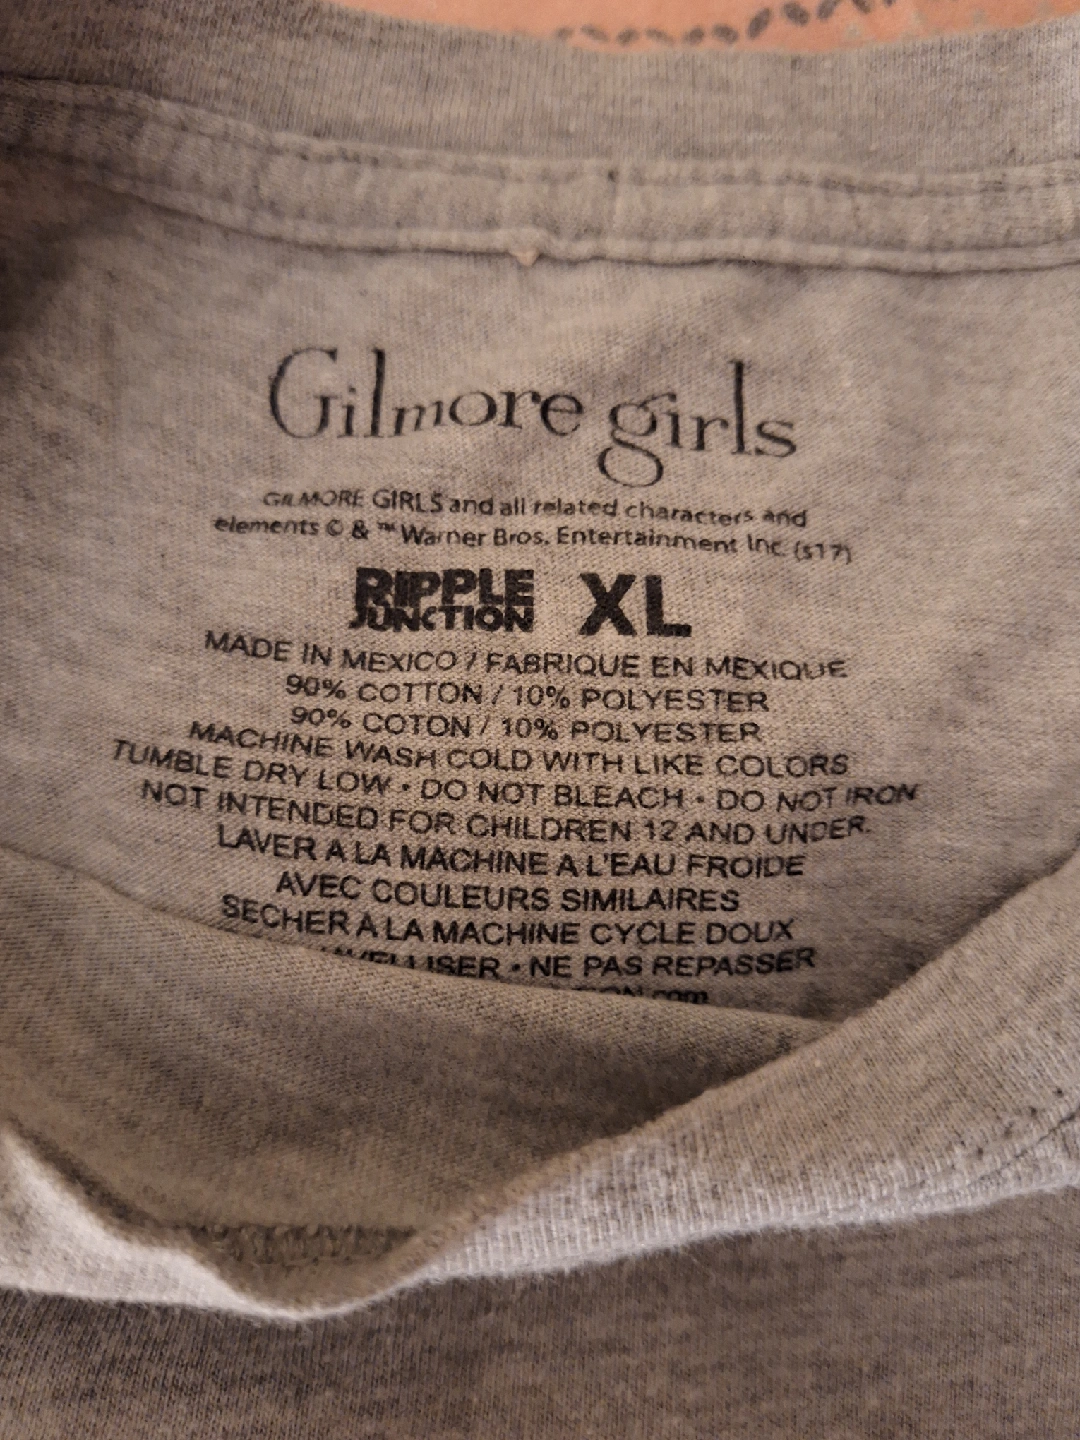 Gilmore girls
GILMORE GIRLS and all related characters and
elements © & ™ Warner Bros. Entertainment Inc. (s17)
RIPPLE
JUNCTION
XL
MADE IN MEXICO / FABRIQUE EN MEXIQUE
90% COTTON / 10% POLYESTER
90% COTON / 10% POLYESTER
MACHINE WASH COLD WITH LIKE COLORS
TUMBLE DRY LOW • DO NOT BLEACH • DO NOT IRON
NOT INTENDED FOR CHILDREN 12 AND UNDER.
LAVER A LA MACHINE A L'EAU FROIDE
AVEC COULEURS SIMILAIRES
SECHER A LA MACHINE CYCLE DOUX
• NE PAS REPASSER